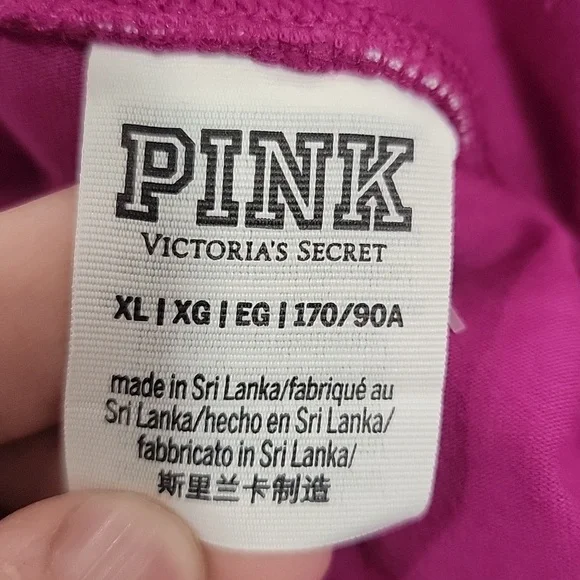 PINK
VICTORIA'S SECRET
XL | XG | EG | 170/90A
made in Sri Lanka/fabriqué au
Sri Lanka/hecho en Sri Lanka/
fabbricato in Sri Lanka/
斯里兰卡制造